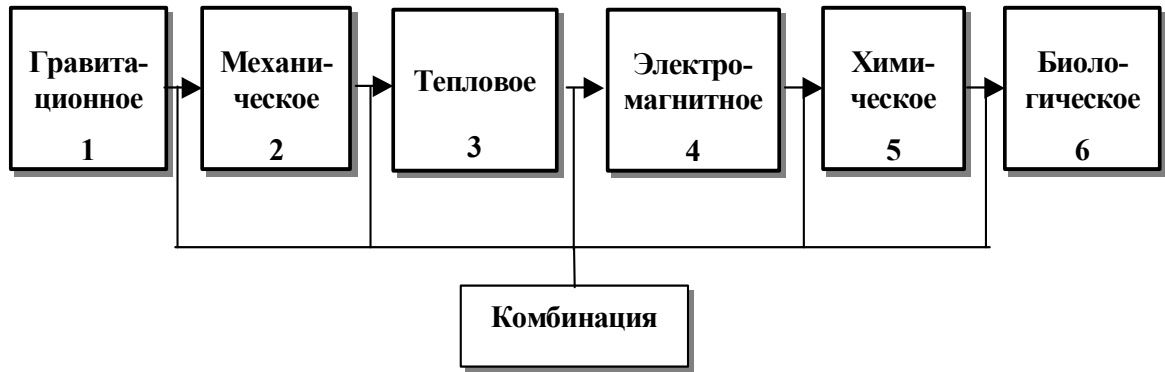 Гравита-
ционное
1
Механи-
ческое
2
Тепловое
3
Электро-
магнитное
4
Хими-
ческое
5
Биоло-
гическое
6
Комбинация